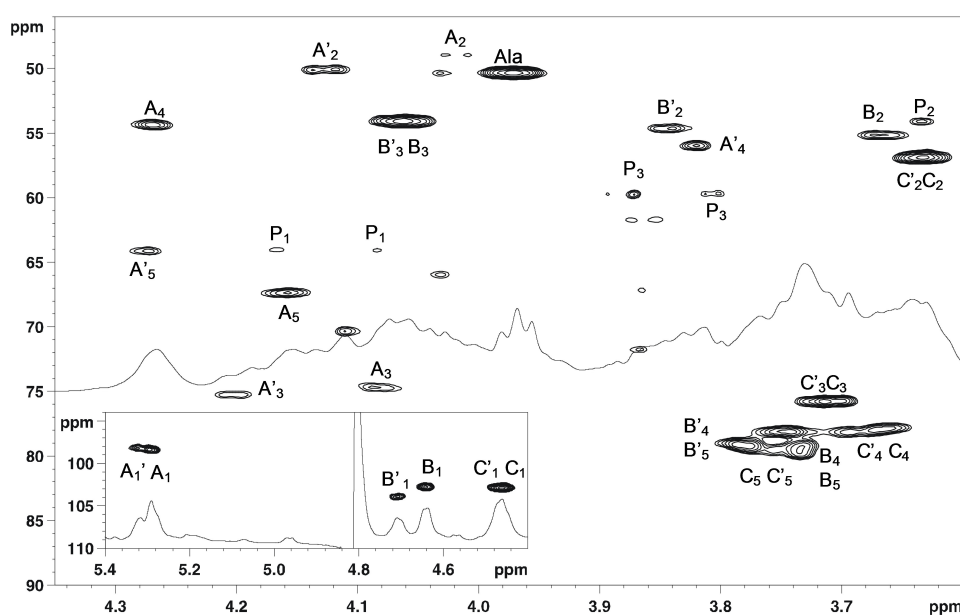 ppm
50
55
60
65
70
75
80
85
90
A'2
A2
Ala
A4
B'3 B3
B'2
A'4
B2
P2
C'2C2
P3
P3
P1
P1
A'5
A5
A'3
A3
C'3C3
B'4
B'5
C5 C'5
B4
B5
C'4 C4
ppm
100
105
110
A1' A1
B'1
B1
C'1 C1
5.4
5.2
5.0
4.8
4.6
ppm
4.3
4.2
4.1
4.0
3.9
3.8
3.7
ppm